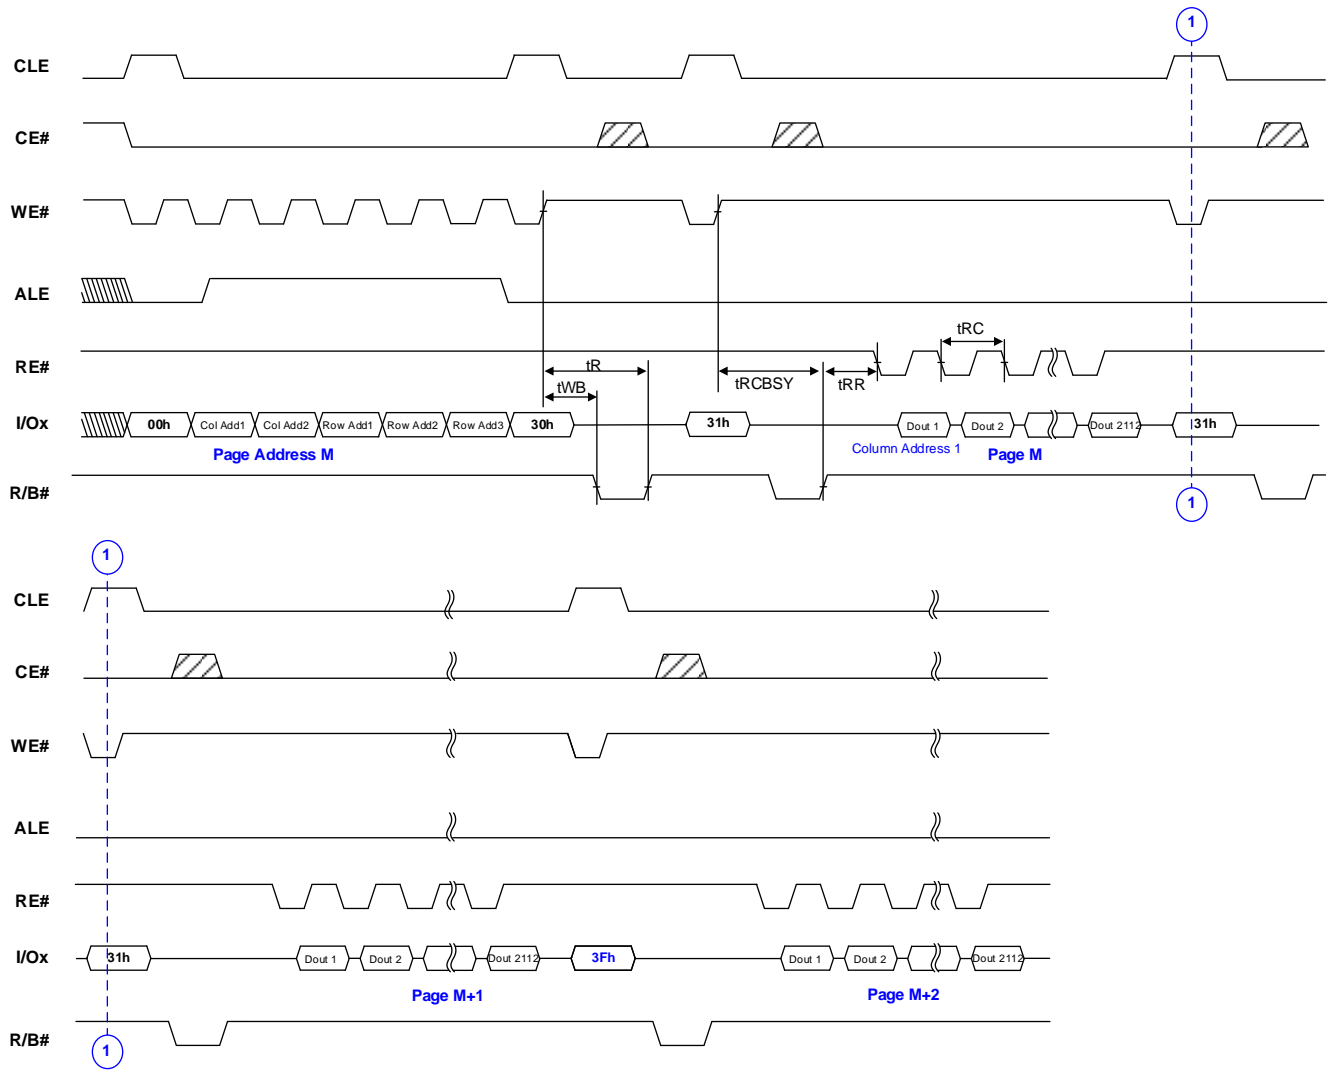 1
CLE
CE#
WE#
ALE
tRC
RE#
tR
tWB
tRCBSY
tRR
I/Ox 00h Col Add1 Col Add2 Row Add1 Row Add2 Row Add3 30h 31h Dout 1 Dout 2 Dout 2112 31h
Page Address M Column Address 1 Page M
R/B#
1
1
CLE
CE#
WE#
ALE
RE#
I/Ox 31h Dout 1 Dout 2 Dout 2112 3Fh Dout 1 Dout 2 Dout 2112
Page M+1 Page M+2
R/B#
1